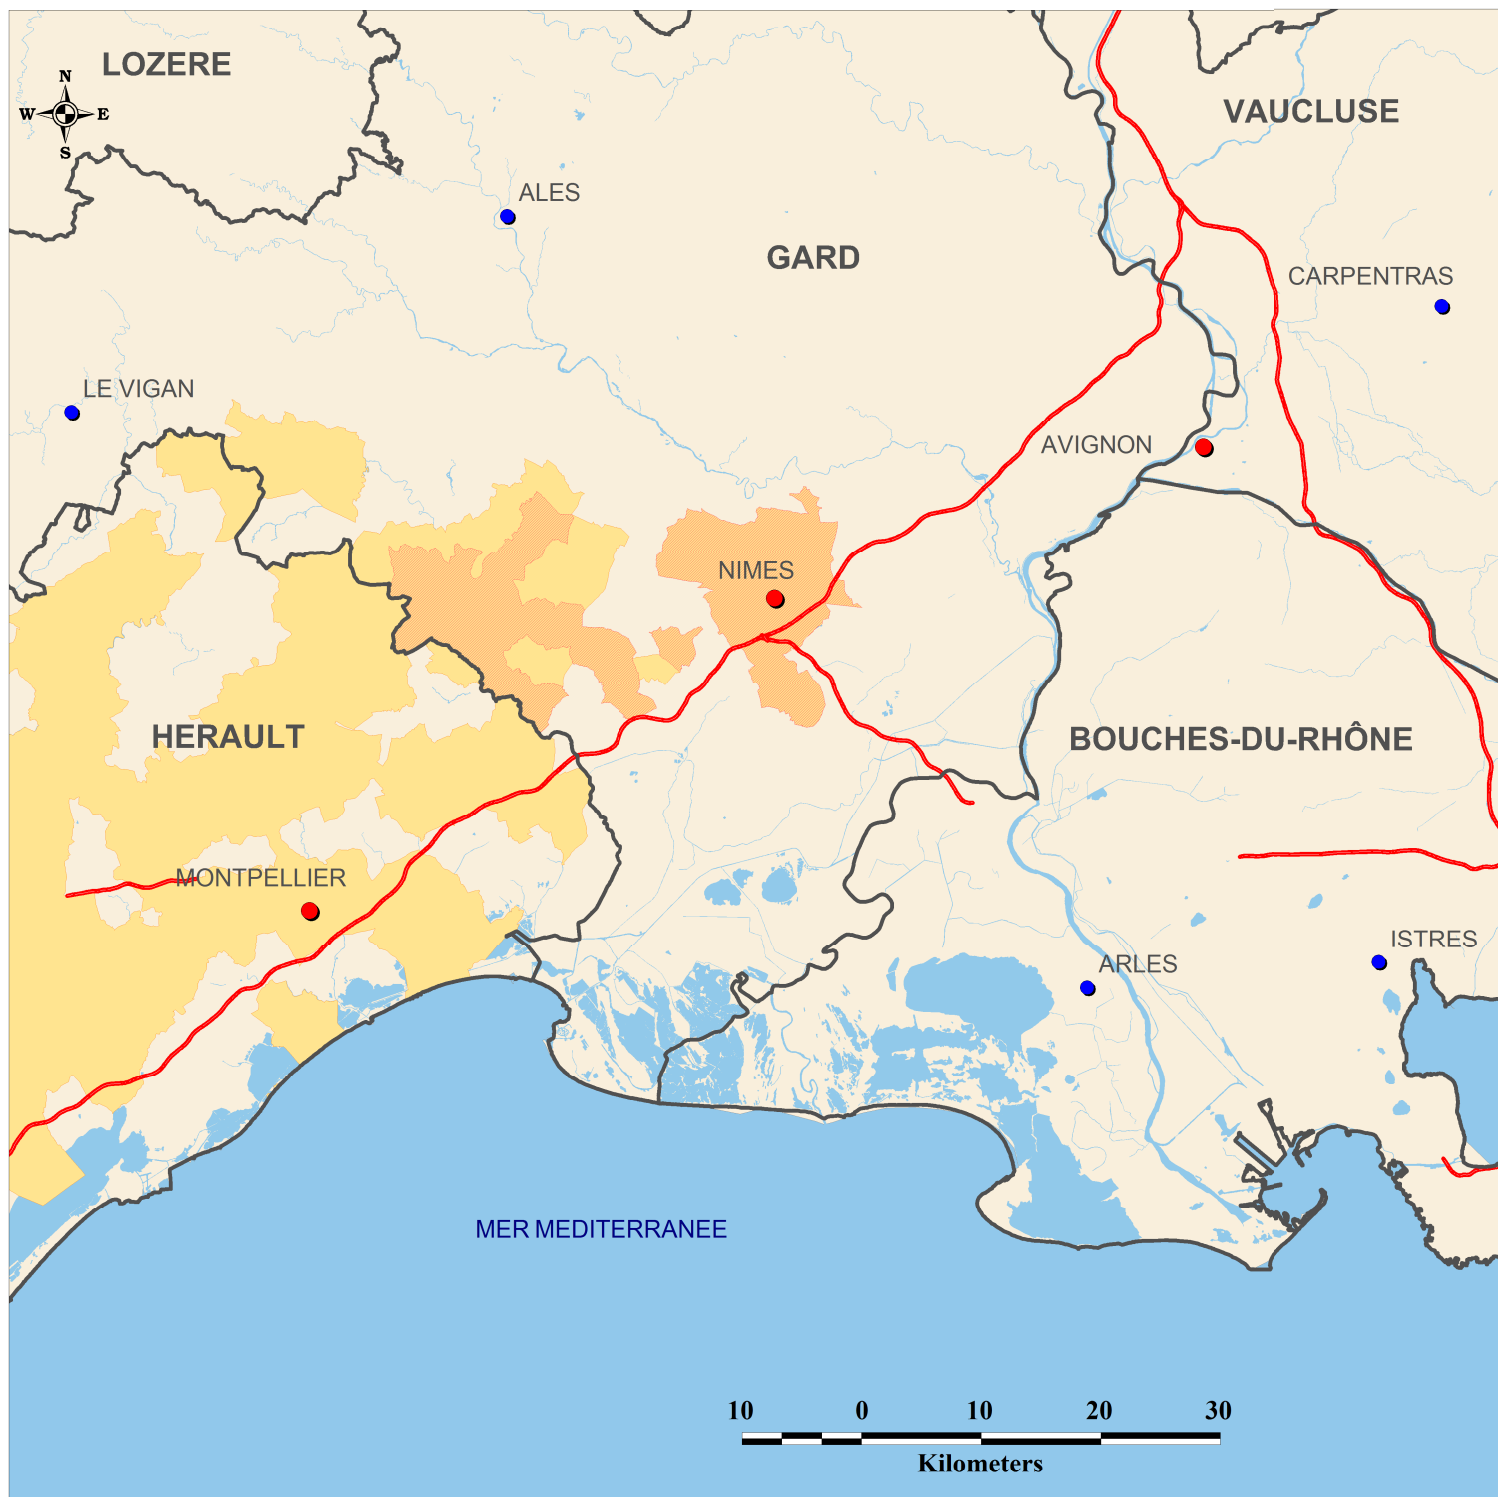 LOZERE
N
W E
S
VAUCLUSE
ALES
GARD
CARPENTRAS
LE VIGAN
AVIGNON
NIMES
HERAULT
BOUCHES-DU-RHÔNE
MONTPELLIER
ISTRES
ARLES
MER MEDITERRANEE
10 0 10 20 30
Kilometers